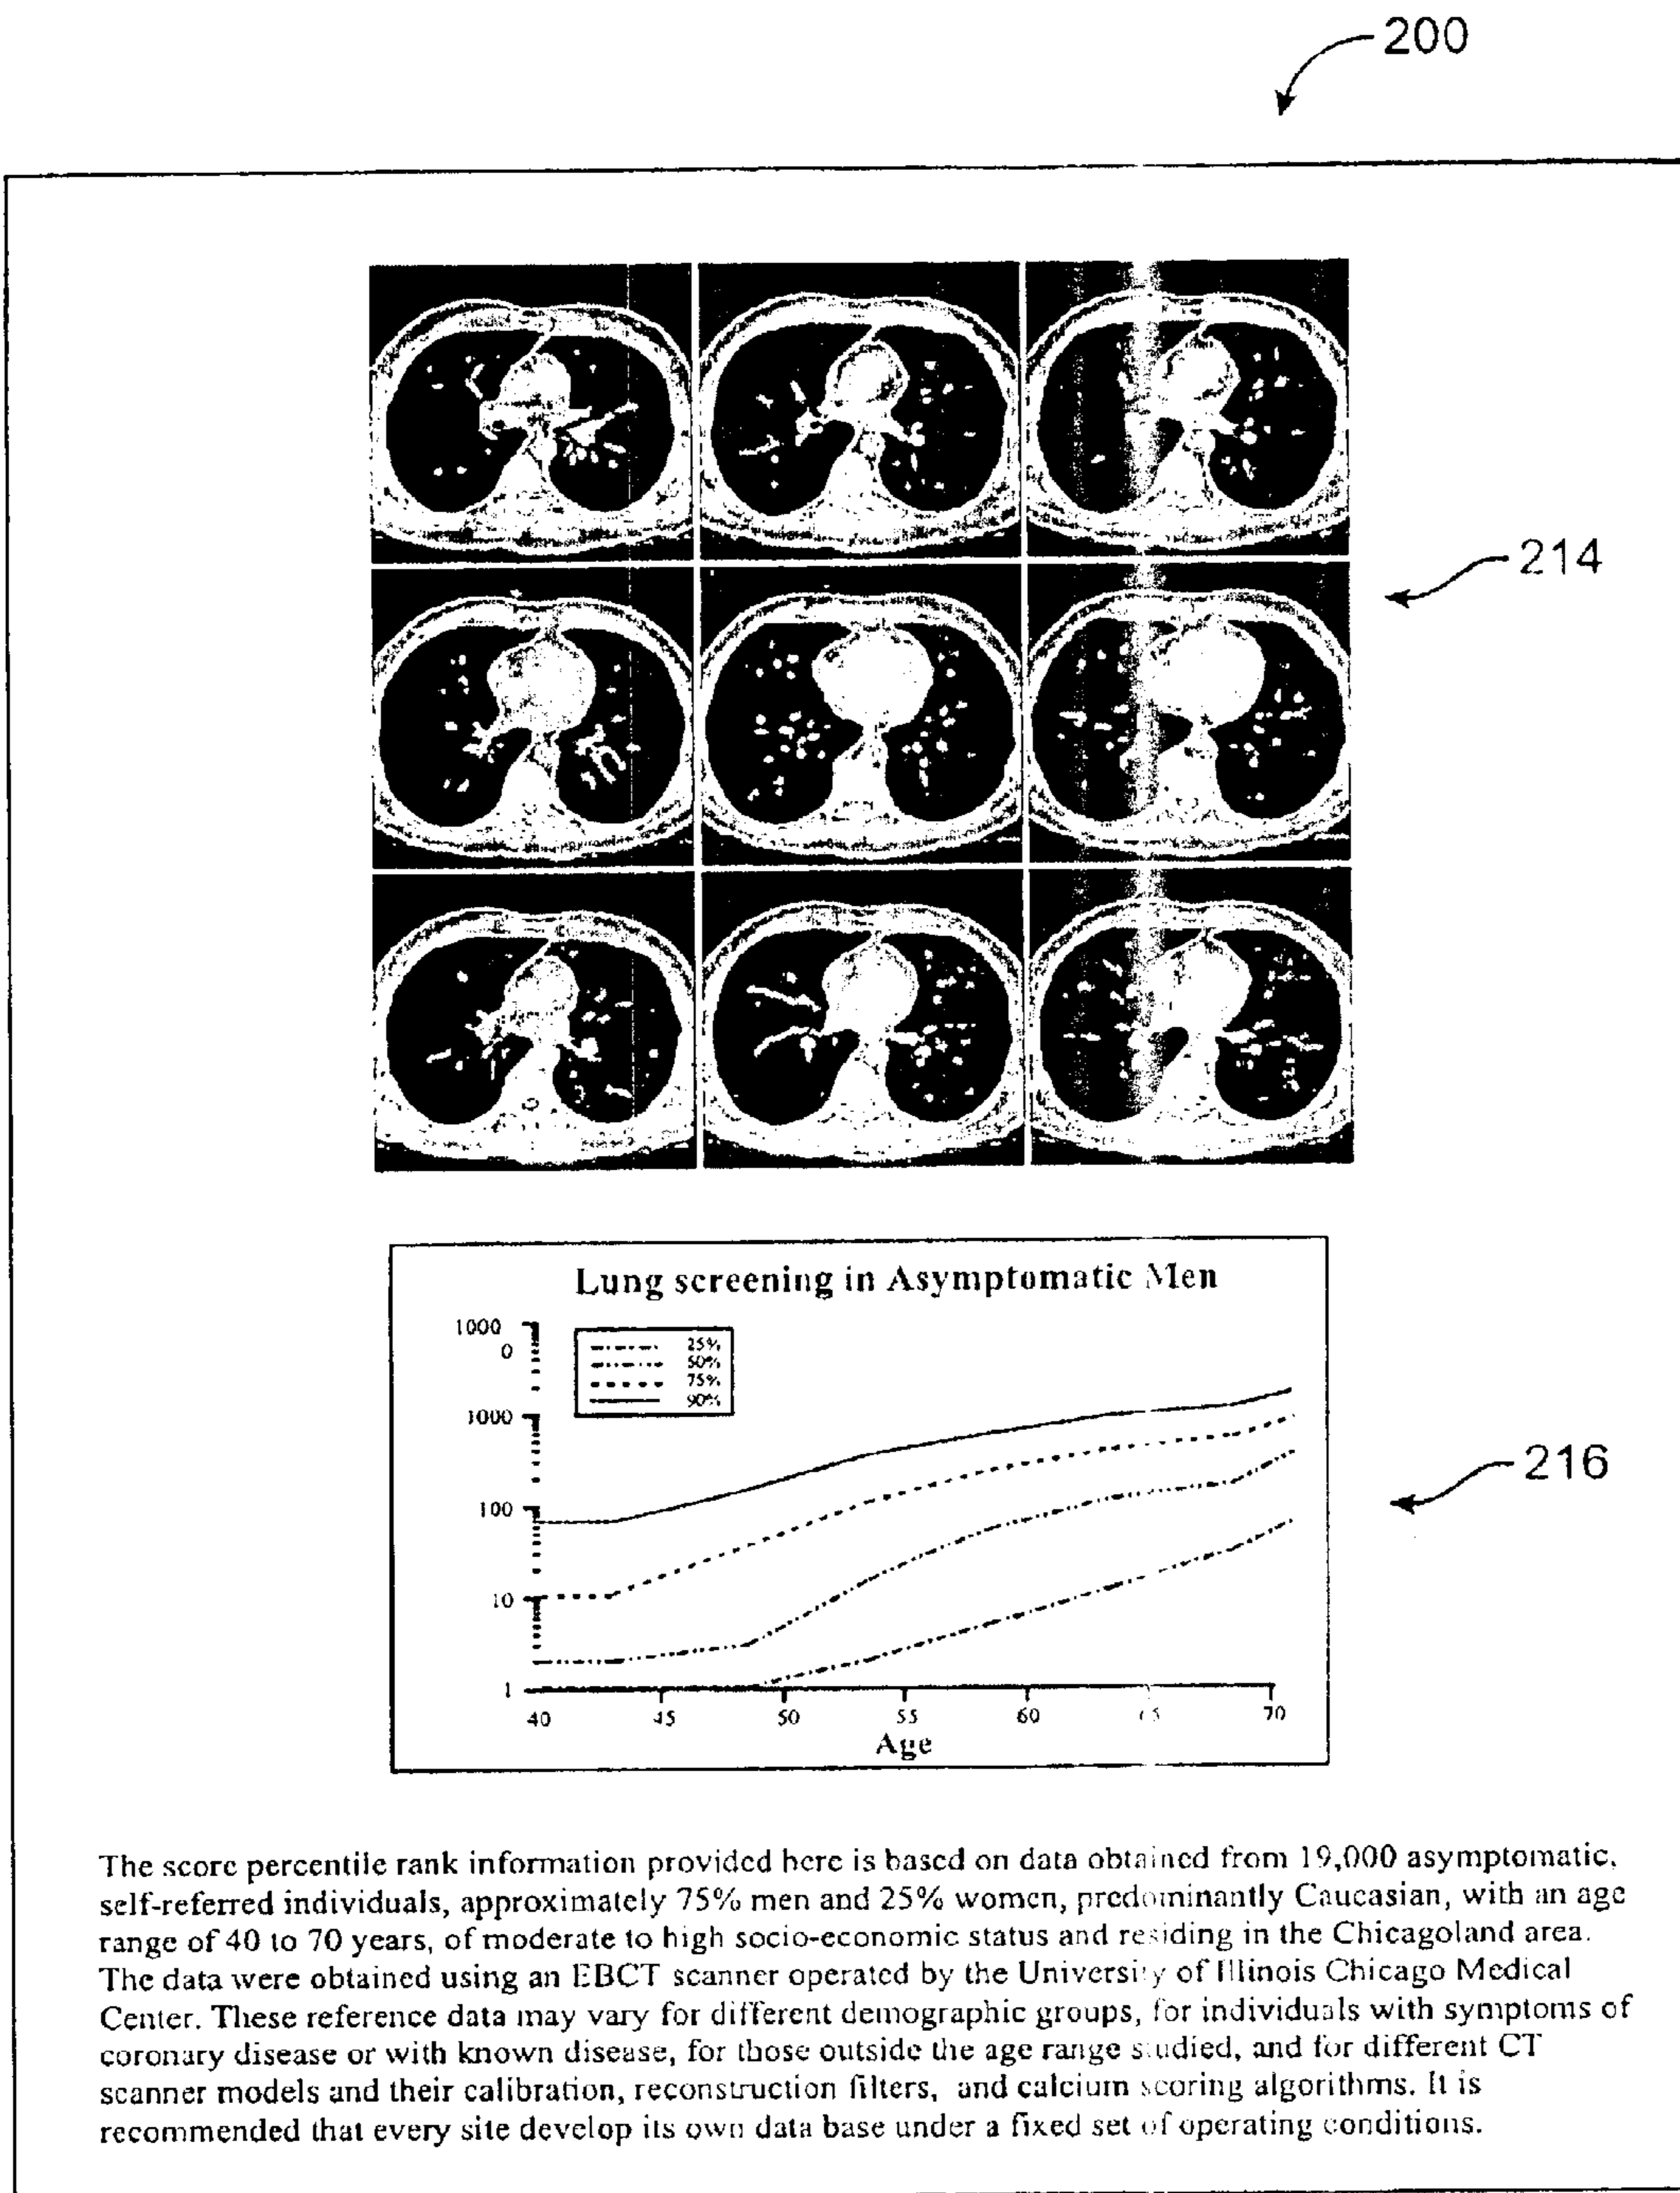 200
214
Lung screening in Asymptomatic Men
1000
0
25%
50%
75%
90%
1000
100
10
1
40 45 50 55 60 65 70
Age
216
The score percentile rank information provided here is based on data obtained from 19,000 asymptomatic,
self-referred individuals, approximately 75% men and 25% women, predominantly Caucasian, with an age
range of 40 to 70 years, of moderate to high socio-economic status and residing in the Chicagoland area.
The data were obtained using an EBCT scanner operated by the University of Illinois Chicago Medical
Center. These reference data may vary for different demographic groups, for individuals with symptoms of
coronary disease or with known disease, for those outside the age range studied, and for different CT
scanner models and their calibration, reconstruction filters, and calcium scoring algorithms. It is
recommended that every site develop its own data base under a fixed set of operating conditions.